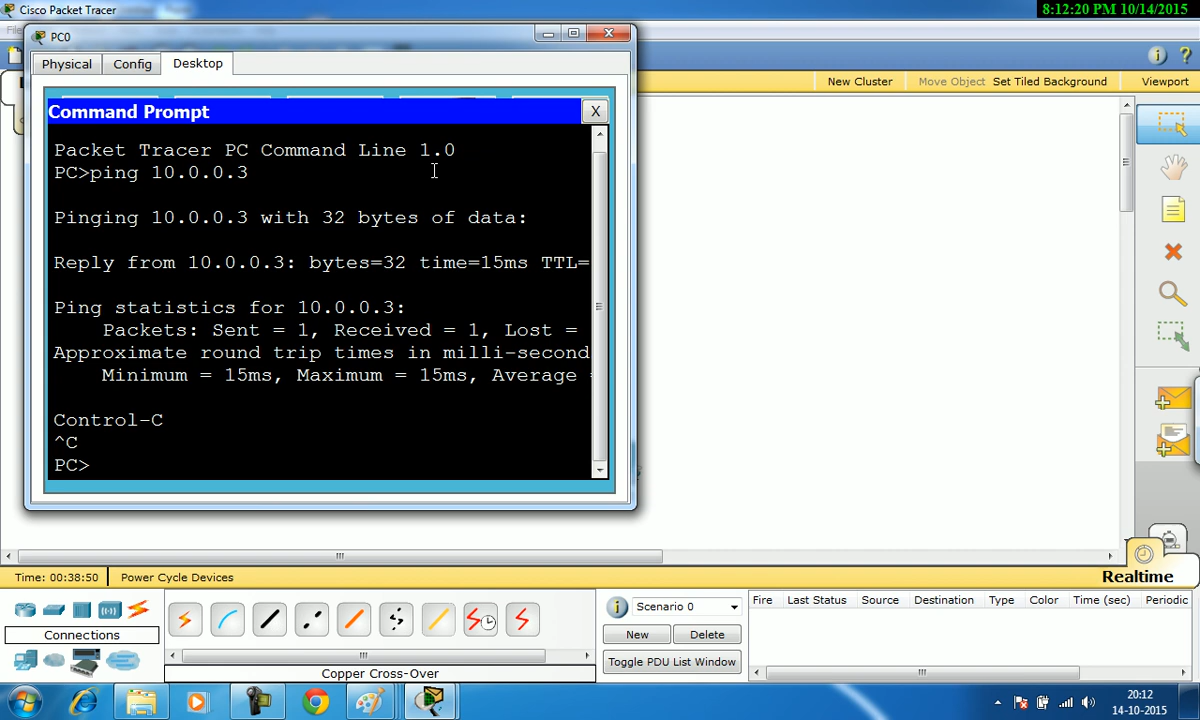 Cisco Packet Tracer
8:12:20 PM 10/14/2015
PC0
Physical
Config
Desktop
New Cluster
Move Object
Set Tiled Background
Viewport
Command Prompt
X
Packet Tracer PC Command Line 1.0
PC>ping 10.0.0.3
Pinging 10.0.0.3 with 32 bytes of data:
Reply from 10.0.0.3: bytes=32 time=15ms TTL=
Ping statistics for 10.0.0.3:
Packets: Sent = 1, Received = 1, Lost =
Approximate round trip times in milli-second
Minimum = 15ms, Maximum = 15ms, Average
Control-C
^C
PC>
Time: 00:38:50
Power Cycle Devices
Realtime
Connections
Copper Cross-Over
Scenario 0
New
Delete
Toggle PDU List Window
Fire
Last Status
Source
Destination
Type
Color
Time (sec)
Periodic
20:12
14-10-2015